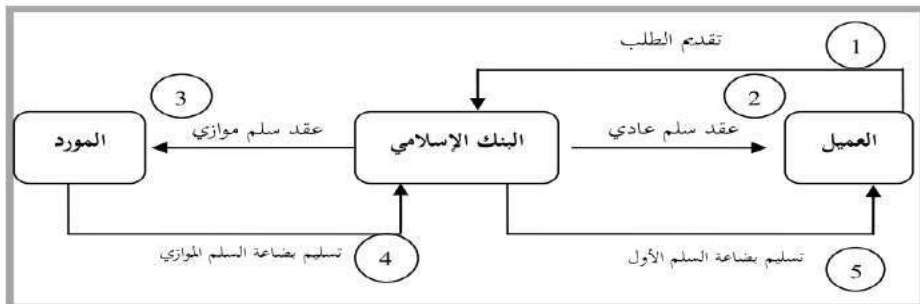 تقديم الطلب
1
3
2
المورد
عقد سلم موازي
البنك الإسلامي
عقد سلم عادي
العميل
تسليم بضاعة السلم الموازي
4
تسليم بضاعة السلم الأول
5